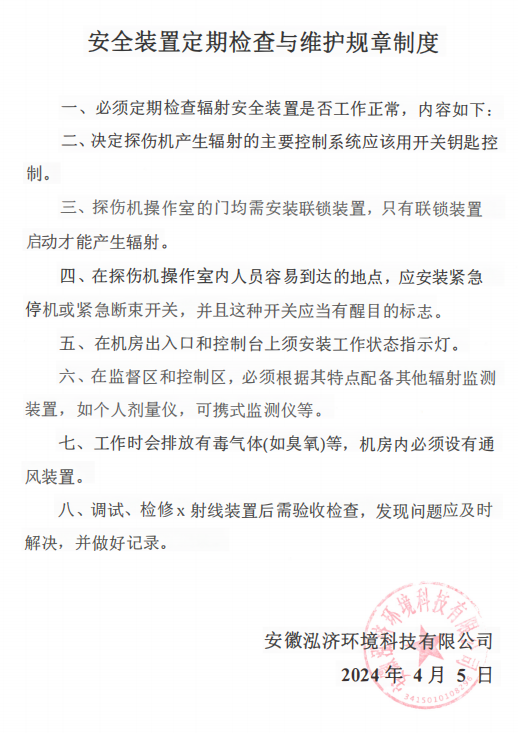 安全装置定期检查与维护规章制度
一、必须定期检查辐射安全装置是否工作正常，内容如下：
二、决定探伤机产生辐射的主要控制系统应该用开关钥匙控
制。
三、探伤机操作室的门均需安装联锁装置，只有联锁装置
启动才能产生辐射。
四、在探伤机操作室内人员容易到达的地点，应安装紧急
停机或紧急断束开关，并且这种开关应当有醒目的标志。
五、在机房出入口和控制台上须安装工作状态指示灯。
六、在监督区和控制区，必须根据其特点配备其他辐射监测
装置，如个人剂量仪，可携式监测仪等。
七、工作时会排放有毒气体(如臭氧)等，机房内必须设有通
风装置。
八、调试、检修x射线装置后需验收检查，发现问题应及时
解决，并做好记录。
安徽泓济环境科技有限公司
2024 年 4 月 5 日
安徽泓济环境科技有限公司